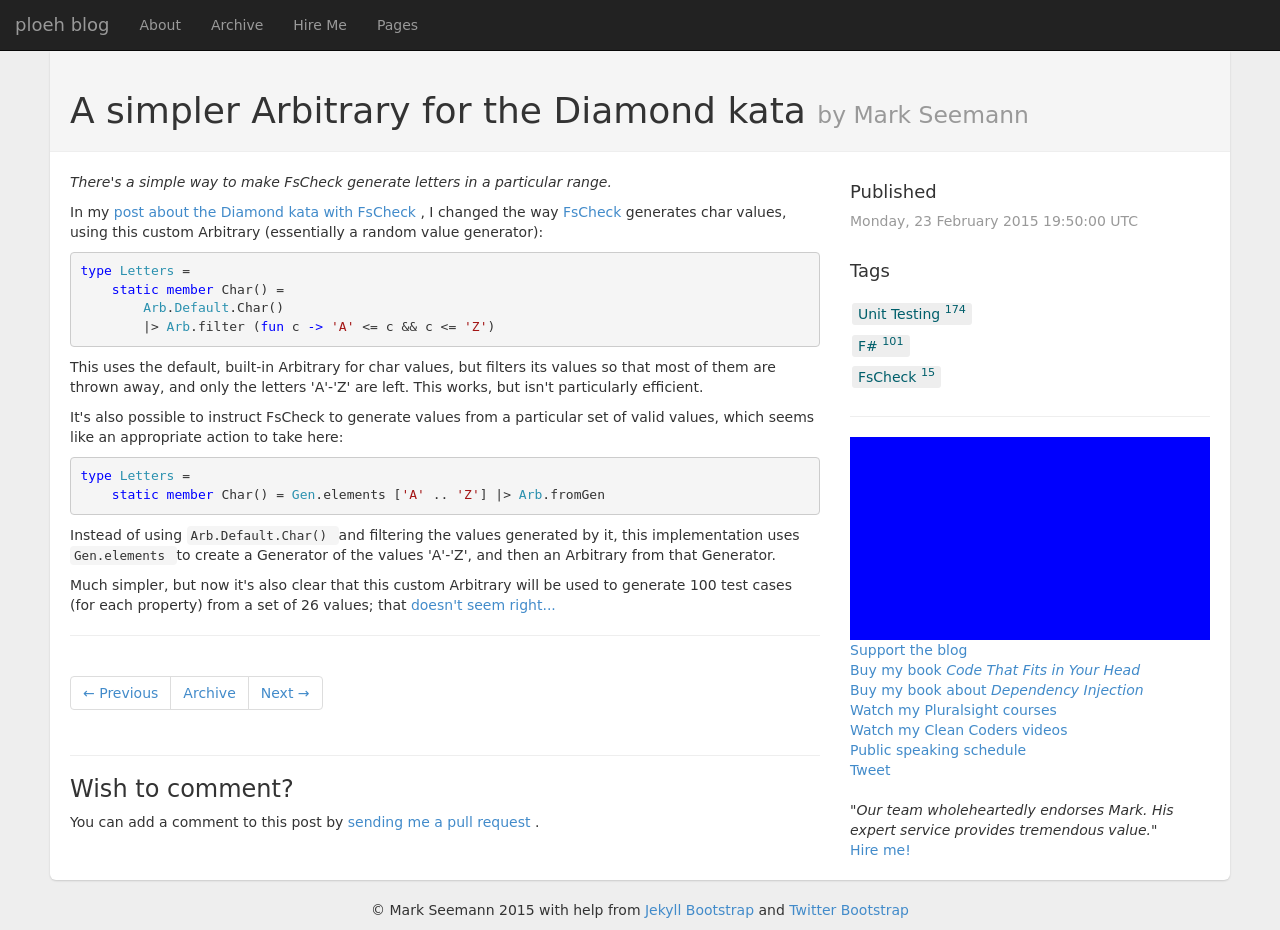 ploeh blog About Archive Hire Me Pages
A simpler Arbitrary for the Diamond kata by Mark Seemann
There's a simple way to make FsCheck generate letters in a particular range.
In my post about the Diamond kata with FsCheck , I changed the way FsCheck generates char values,
using this custom Arbitrary (essentially a random value generator):
type Letters =
    static member Char() =
        Arb.Default.Char()
        |> Arb.filter (fun c -> 'A' <= c && c <= 'Z')
This uses the default, built-in Arbitrary for char values, but filters its values so that most of them are
thrown away, and only the letters 'A'-'Z' are left. This works, but isn't particularly efficient.
It's also possible to instruct FsCheck to generate values from a particular set of valid values, which seems
like an appropriate action to take here:
type Letters =
    static member Char() = Gen.elements ['A' .. 'Z'] |> Arb.fromGen
Instead of using Arb.Default.Char() and filtering the values generated by it, this implementation uses
Gen.elements to create a Generator of the values 'A'-'Z', and then an Arbitrary from that Generator.
Much simpler, but now it's also clear that this custom Arbitrary will be used to generate 100 test cases
(for each property) from a set of 26 values; that doesn't seem right...
← Previous Archive Next →
Wish to comment?
You can add a comment to this post by sending me a pull request .
Published
Monday, 23 February 2015 19:50:00 UTC
Tags
Unit Testing 174
F# 101
FsCheck 15
Support the blog
Buy my book Code That Fits in Your Head
Buy my book about Dependency Injection
Watch my Pluralsight courses
Watch my Clean Coders videos
Public speaking schedule
Tweet
"Our team wholeheartedly endorses Mark. His
expert service provides tremendous value."
Hire me!
© Mark Seemann 2015 with help from Jekyll Bootstrap and Twitter Bootstrap